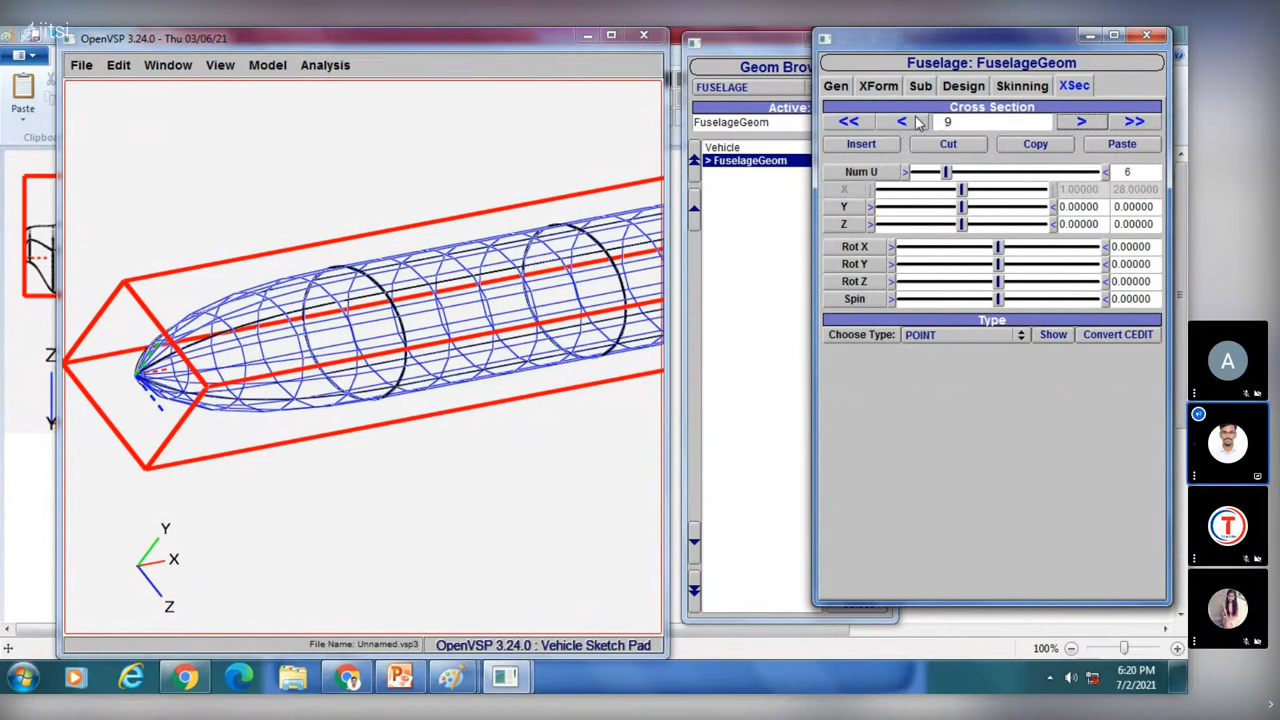 jitsi
OpenVSP 3.24.0 - Thu 03/06/21
File Edit Window View Model Analysis
Paste
Clipboa
Z
Y
Y
X
Z
File Name: Unnamed.vsp3
OpenVSP 3.24.0 : Vehicle Sketch Pad
Geom Brow
FUSELAGE
Active:
FuselageGeom
Vehicle
> FuselageGeom
Fuselage: FuselageGeom
Gen XForm Sub Design Skinning XSec
Cross Section
<< < 9 > >>
Insert Cut Copy Paste
Num U > < 6
X 1.00000 28.00000
Y > < 0.00000 0.00000
Z > < 0.00000 0.00000
Rot X > < 0.00000
Rot Y > < 0.00000
Rot Z > < 0.00000
Spin > < 0.00000
Type
Choose Type: POINT Show Convert CEDIT
A
T
100%
6:20 PM
7/2/2021